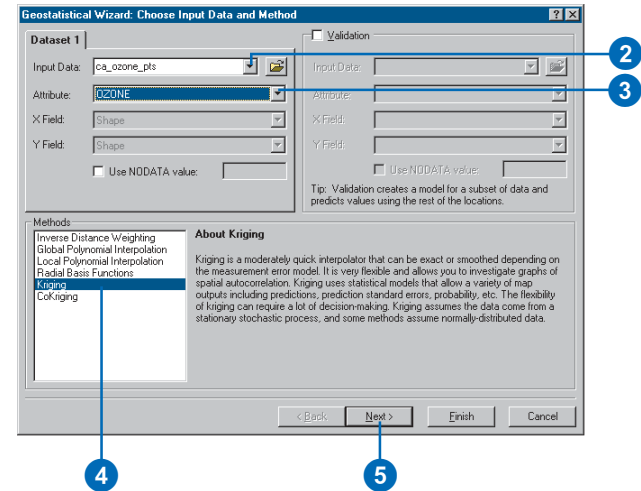 Geostatistical Wizard: Choose Input Data and Method
Dataset 1
Input Data: ca_ozone_pts
Attribute: OZONE
X Field: Shape
Y Field: Shape
Use NODATA value:
Validation
Input Data:
Attribute:
X Field:
Y Field:
Use NODATA value:
Tip: Validation creates a model for a subset of data and
predicts values using the rest of the locations.
2
3
Methods
Inverse Distance Weighting
Global Polynomial Interpolation
Local Polynomial Interpolation
Radial Basis Functions
Kriging
CoKriging
About Kriging
Kriging is a moderately quick interpolator that can be exact or smoothed depending on
the measurement error model. It is very flexible and allows you to investigate graphs of
spatial autocorrelation. Kriging uses statistical models that allow a variety of map
outputs including predictions, prediction standard errors, probability, etc. The flexibility
of kriging can require a lot of decision-making. Kriging assumes the data come from a
stationary stochastic process, and some methods assume normally-distributed data.
< Back
Next >
Finish
Cancel
4
5